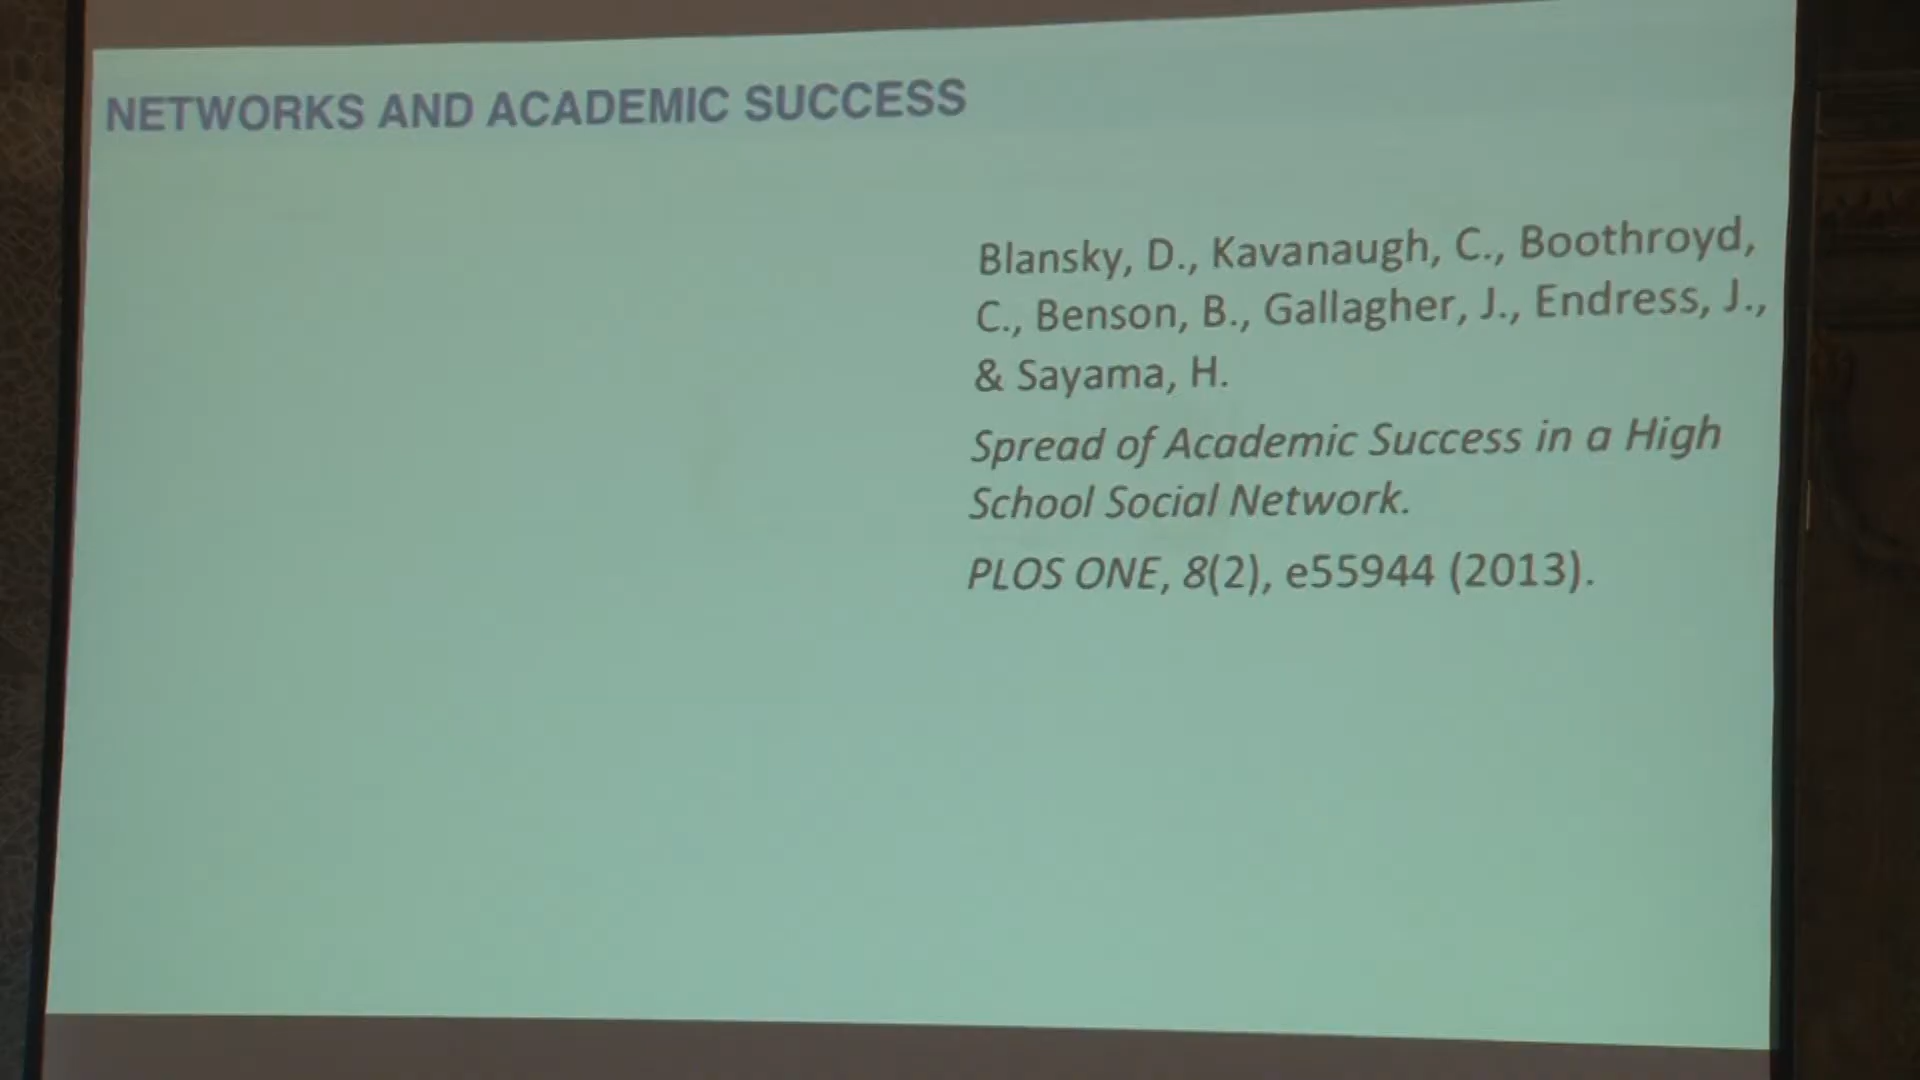 NETWORKS AND ACADEMIC SUCCESS
Blansky, D., Kavanaugh, C., Boothroyd,
C., Benson, B., Gallagher, J., Endress, J.,
& Sayama, H.
Spread of Academic Success in a High
School Social Network.
PLOS ONE, 8(2), e55944 (2013).